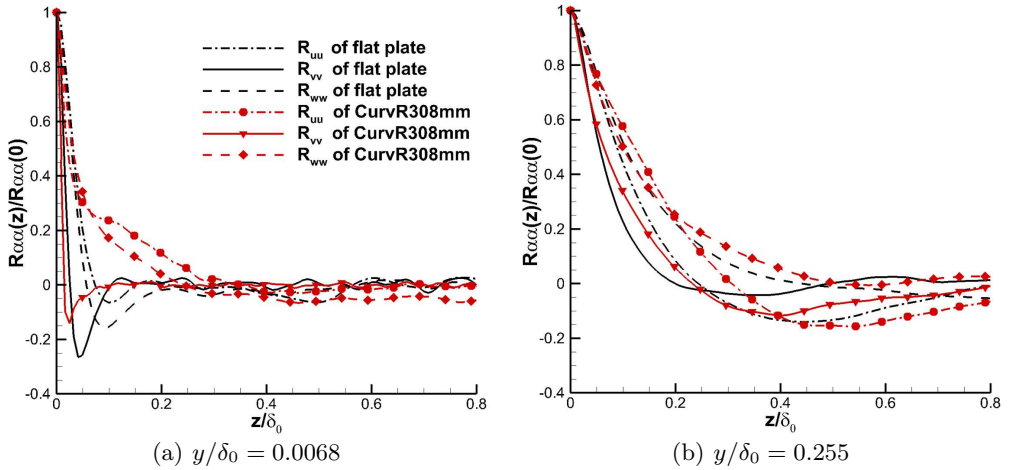 Rαα(z)/Rαα(0)
1
0.8
0.6
0.4
0.2
0
-0.2
-0.4
0
0.2
0.4
0.6
0.8
z/δ₀
R_uu of flat plate
R_vv of flat plate
R_ww of flat plate
R_uu of CurvR308mm
R_vv of CurvR308mm
R_ww of CurvR308mm
(a) y/δ₀ = 0.0068
Rαα(z)/Rαα(0)
1
0.8
0.6
0.4
0.2
0
-0.2
-0.4
0
0.2
0.4
0.6
0.8
z/δ₀
(b) y/δ₀ = 0.255